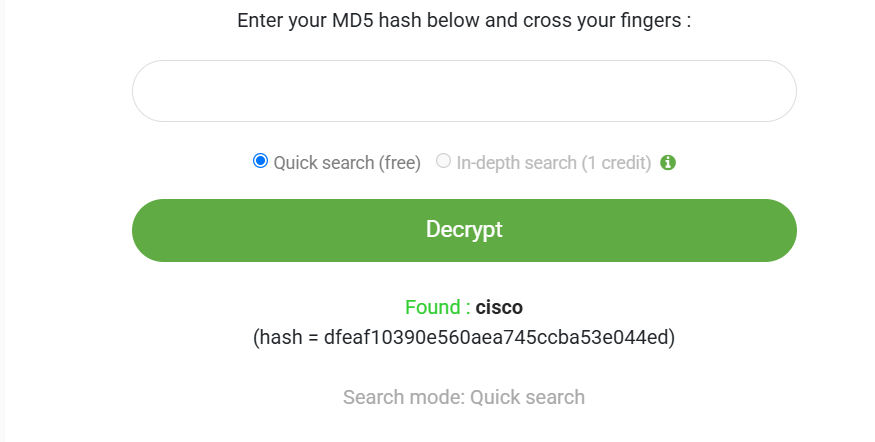 Enter your MD5 hash below and cross your fingers :
Quick search (free) In-depth search (1 credit)
Decrypt
Found : cisco
(hash = dfeaf10390e560aea745ccba53e044ed)
Search mode: Quick search